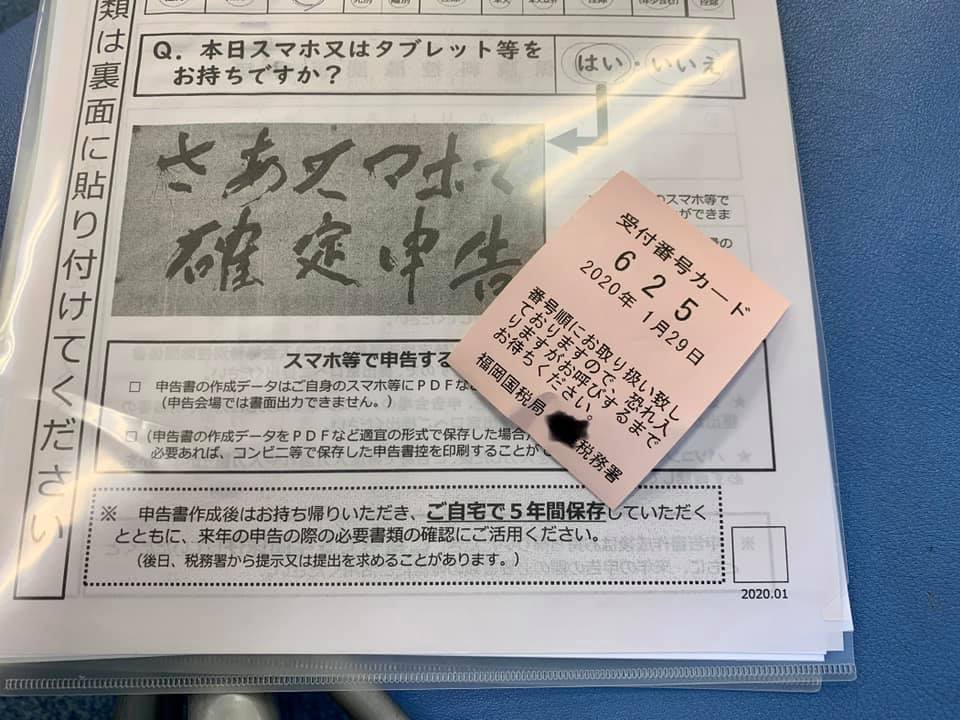 類は裏面に貼り付けてください
Q. 本日スマホ又はタブレット等を
お持ちですか？
はい・いいえ
さあスマホで
確定申告
スマホ等で
ができま
スマホ等で申告する
□ 申告書の作成データはご自身のスマホ等にＰＤＦな
（申告会場では書面出力できません。）
□（申告書の作成データをＰＤＦなど適宜の形式で保存した場合）
必要あれば、コンビニ等で保存した申告書控を印刷することが
※ 申告書作成後はお持ち帰りいただき、ご自宅で５年間保存していただく
とともに、来年の申告の際の必要書類の確認にご活用ください。
（後日、税務署から提示又は提出を求めることがあります。）
2020.01
受付番号カード
６２５
2020年 1月29日
番号順にお取り扱い致し
ておりますので、恐れ入
りますがお呼びするまで
お待ちください。
福岡国税局 税務署